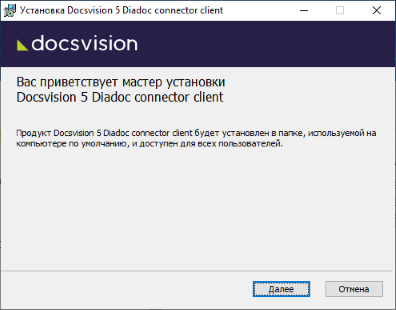 Установка Docsvision 5 Diadoc connector client
docsvision
Вас приветствует мастер установки
Docsvision 5 Diadoc connector client
Продукт Docsvision 5 Diadoc connector client будет установлен в папке, используемой на
компьютере по умолчанию, и доступен для всех пользователей.
Далее
Отмена